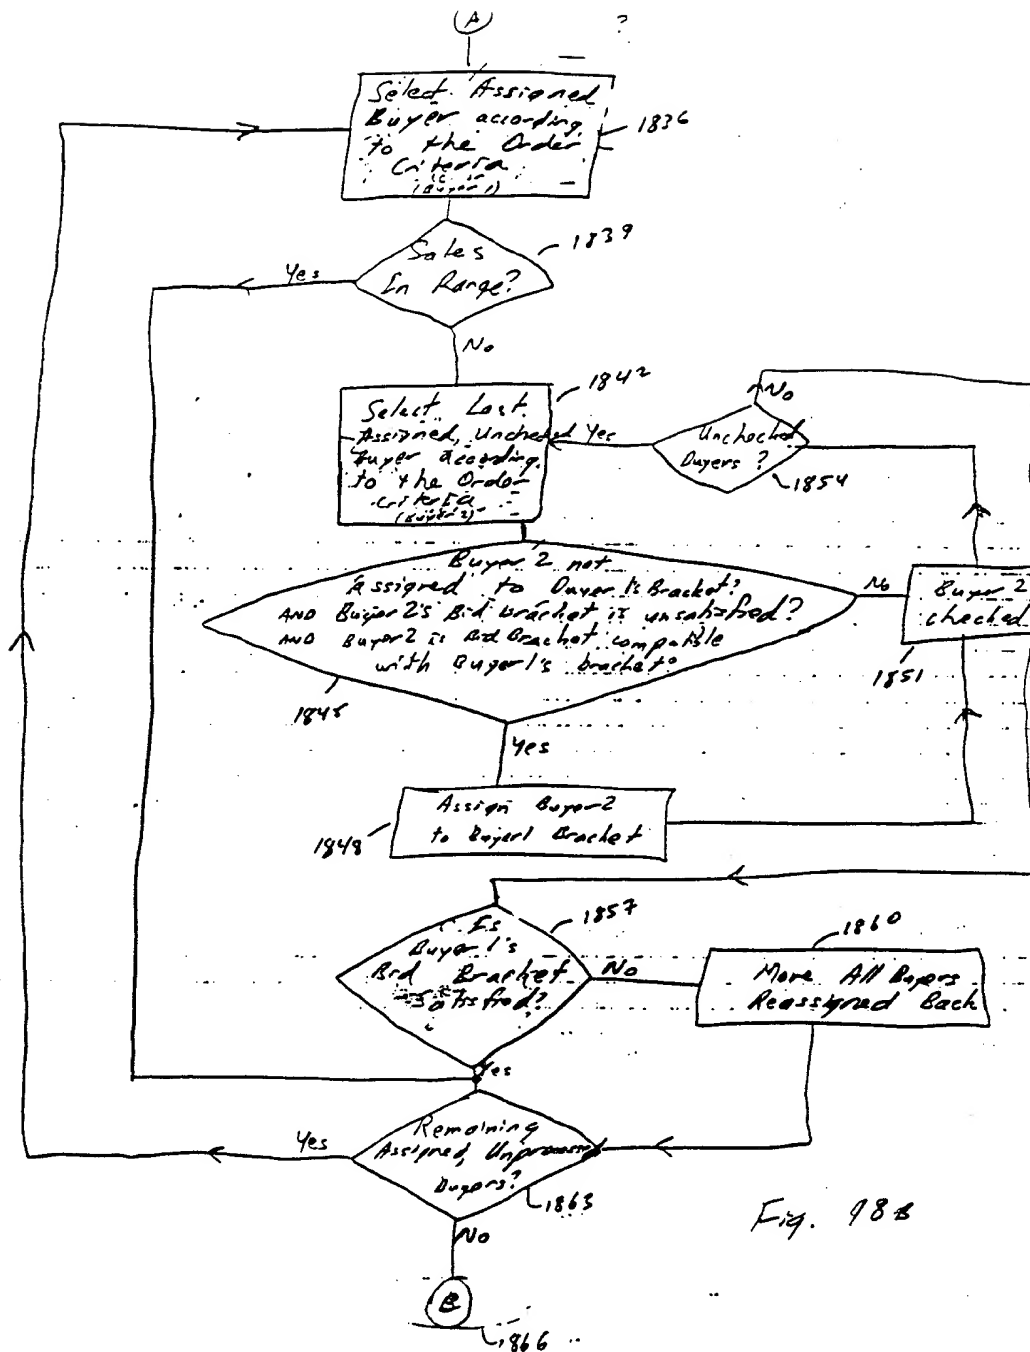 A
?
Select Assigned
Buyer according
to the Order
Criteria
(Buyer 1)
1836
Sales
In Range?
1839
Yes
No
1842
Select Last
Assigned, Unchecked
Buyer according
to the Order
Criteria
(Buyer 2)
Yes
Unchecked
Buyers?
No
1854
Buyer 2 not
Assigned to Buyer 1's Bracket?
AND Buyer 2's Bid Bracket is unsatisfied?
AND Buyer 2 is Bid Bracket compatible
with Buyer 1's bracket?
1845
No
Buyer 2
checked
1851
Yes
Assign Buyer 2
to Buyer 1 Bracket
1848
Is
Buyer 1's
Bid Bracket
Satisfied?
1857
No
1860
Move All Buyers
Reassigned Back
Yes
Remaining
Assigned, Unprocessed
Buyers?
Yes
1863
No
B
1866
Fig. 18B